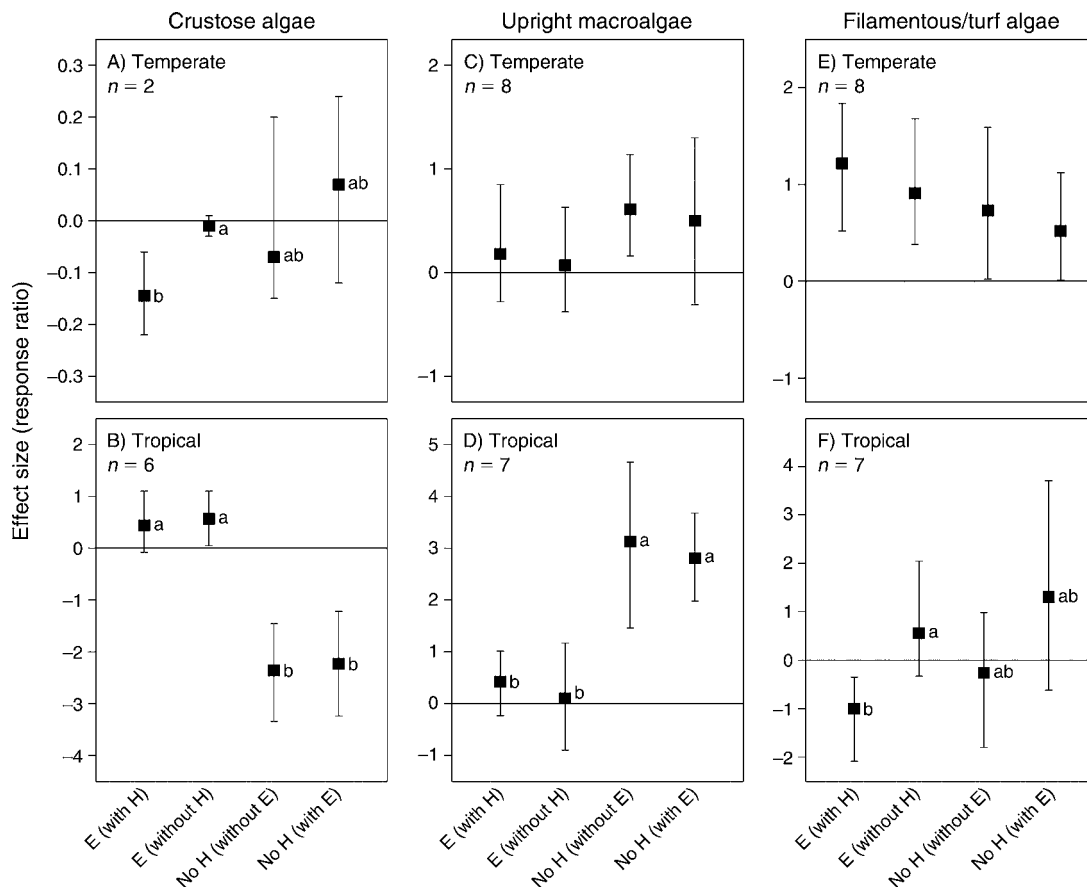 Crustose algae
Upright macroalgae
Filamentous/turf algae
Effect size (response ratio)
A) Temperate
n = 2
0.3
0.2
0.1
0.0
–0.1
–0.2
–0.3
b
a
ab
ab
C) Temperate
n = 8
2
1
0
–1
E) Temperate
n = 8
2
1
0
–1
B) Tropical
n = 6
2
1
0
–1
–2
–3
–4
a
a
b
b
D) Tropical
n = 7
5
4
3
2
1
0
–1
b
b
a
a
F) Tropical
n = 7
4
3
2
1
0
–1
–2
b
a
ab
ab
E (with H)
E (without H)
No H (without E)
No H (with E)
E (with H)
E (without H)
No H (without E)
No H (with E)
E (with H)
E (without H)
No H (without E)
No H (with E)